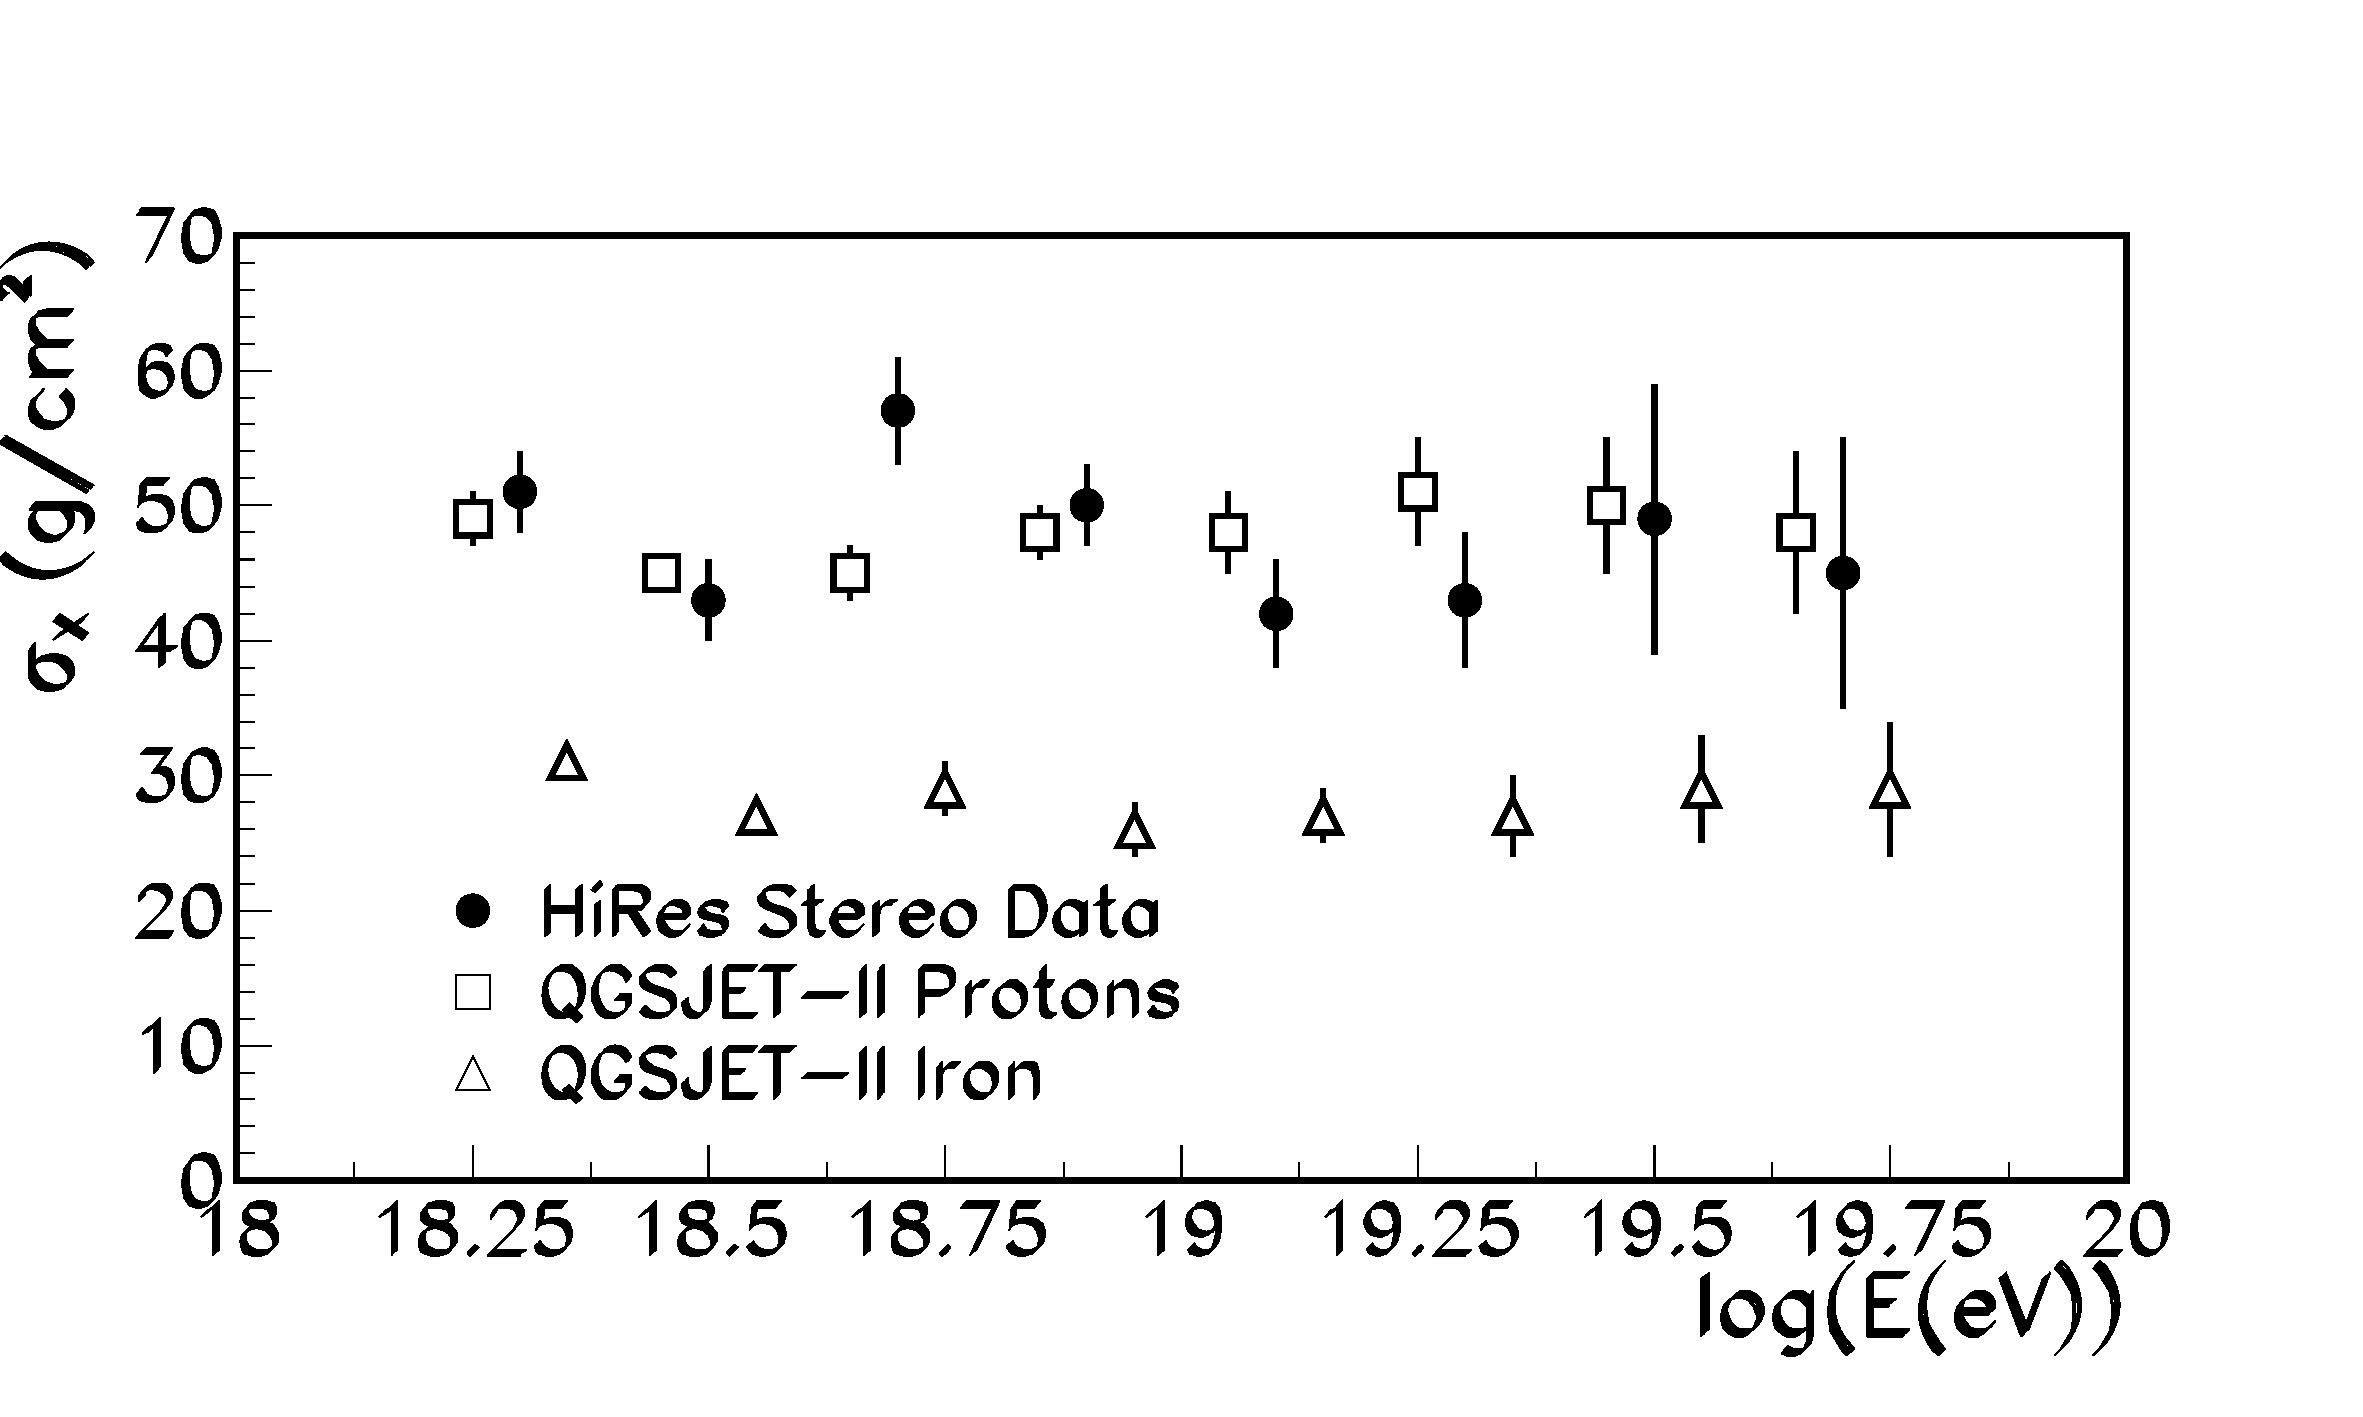 σx (g/cm²)
70
60
50
40
30
20
10
0
HiRes Stereo Data
QGSJET-II Protons
QGSJET-II Iron
18 18.25 18.5 18.75 19 19.25 19.5 19.75 20
log(E(eV))